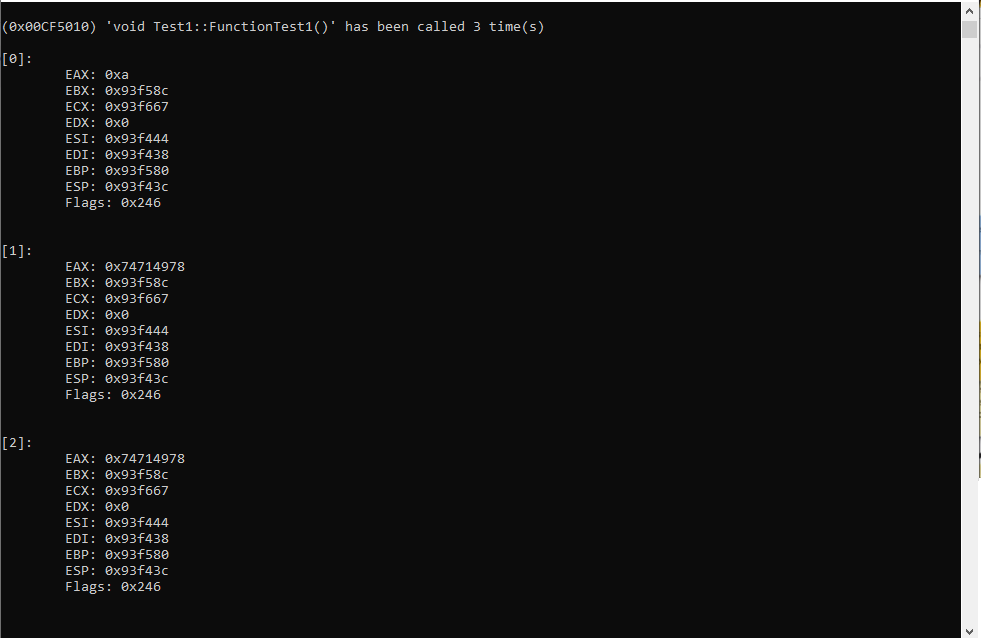 (0x00CF5010) 'void Test1::FunctionTest1()' has been called 3 time(s)
[0]:
EAX: 0xa
EBX: 0x93f58c
ECX: 0x93f667
EDX: 0x0
ESI: 0x93f444
EDI: 0x93f438
EBP: 0x93f580
ESP: 0x93f43c
Flags: 0x246
[1]:
EAX: 0x74714978
EBX: 0x93f58c
ECX: 0x93f667
EDX: 0x0
ESI: 0x93f444
EDI: 0x93f438
EBP: 0x93f580
ESP: 0x93f43c
Flags: 0x246
[2]:
EAX: 0x74714978
EBX: 0x93f58c
ECX: 0x93f667
EDX: 0x0
ESI: 0x93f444
EDI: 0x93f438
EBP: 0x93f580
ESP: 0x93f43c
Flags: 0x246